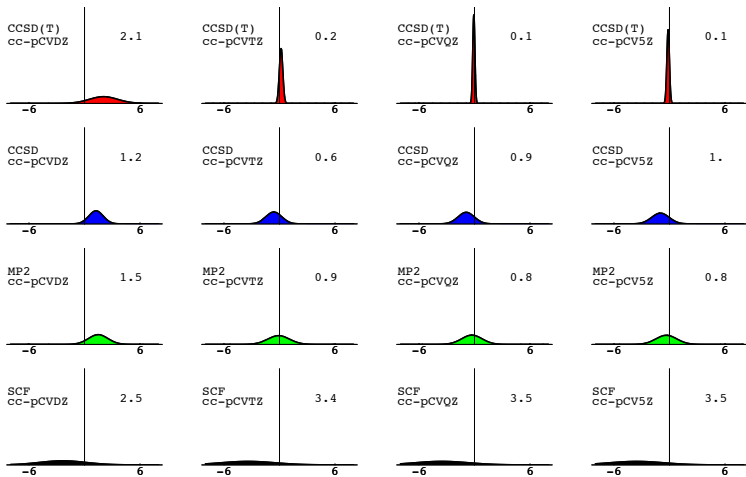 CCSD(T)
cc-pCVDZ
2.1
-6
6
CCSD(T)
cc-pCVTZ
0.2
-6
6
CCSD(T)
cc-pCVQZ
0.1
-6
6
CCSD(T)
cc-pCV5Z
0.1
-6
6
CCSD
cc-pCVDZ
1.2
-6
6
CCSD
cc-pCVTZ
0.6
-6
6
CCSD
cc-pCVQZ
0.9
-6
6
CCSD
cc-pCV5Z
1.
-6
6
MP2
cc-pCVDZ
1.5
-6
6
MP2
cc-pCVTZ
0.9
-6
6
MP2
cc-pCVQZ
0.8
-6
6
MP2
cc-pCV5Z
0.8
-6
6
SCF
cc-pCVDZ
2.5
-6
6
SCF
cc-pCVTZ
3.4
-6
6
SCF
cc-pCVQZ
3.5
-6
6
SCF
cc-pCV5Z
3.5
-6
6